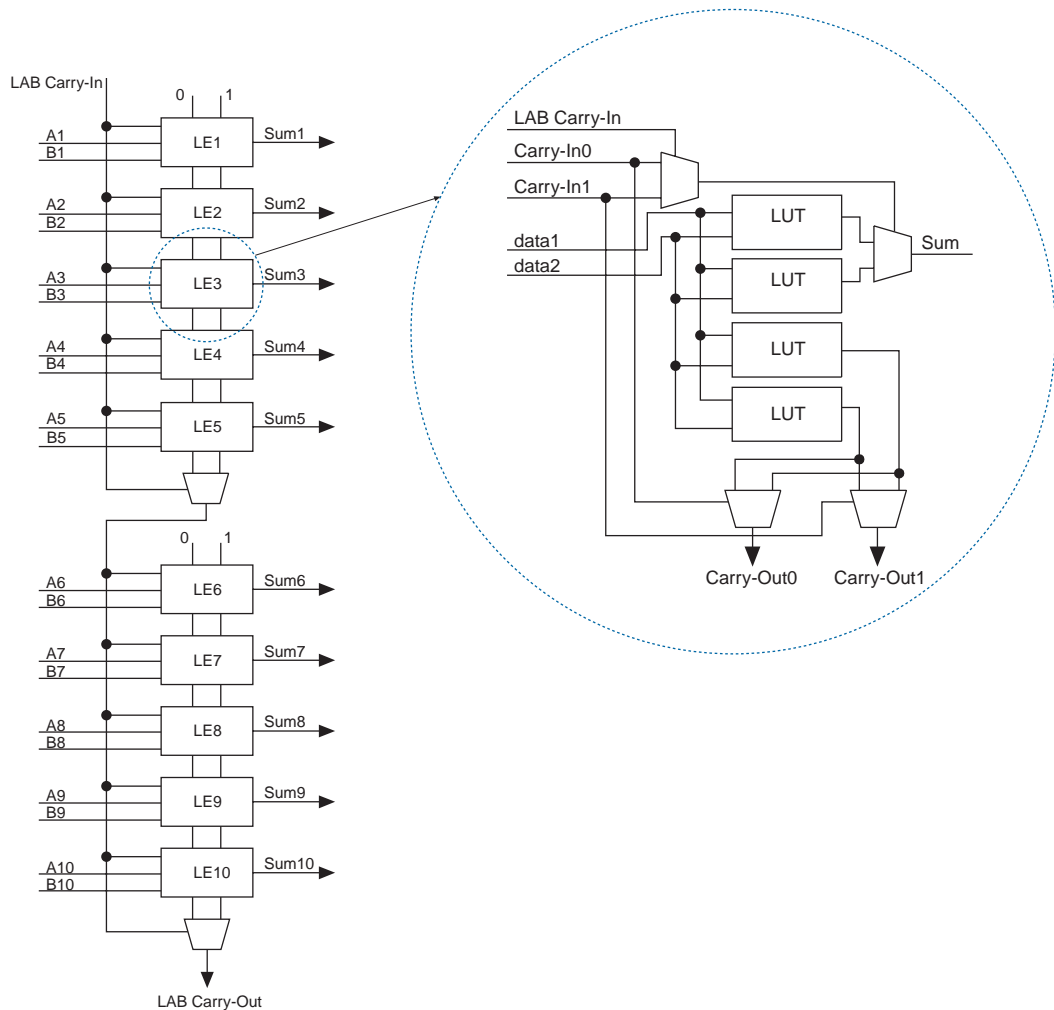 LAB Carry-In
0 1
A1
B1
LE1
Sum1
A2
B2
LE2
Sum2
A3
B3
LE3
Sum3
A4
B4
LE4
Sum4
A5
B5
LE5
Sum5
0 1
A6
B6
LE6
Sum6
A7
B7
LE7
Sum7
A8
B8
LE8
Sum8
A9
B9
LE9
Sum9
A10
B10
LE10
Sum10
LAB Carry-Out
LAB Carry-In
Carry-In0
Carry-In1
data1
data2
LUT
LUT
LUT
LUT
Sum
Carry-Out0
Carry-Out1